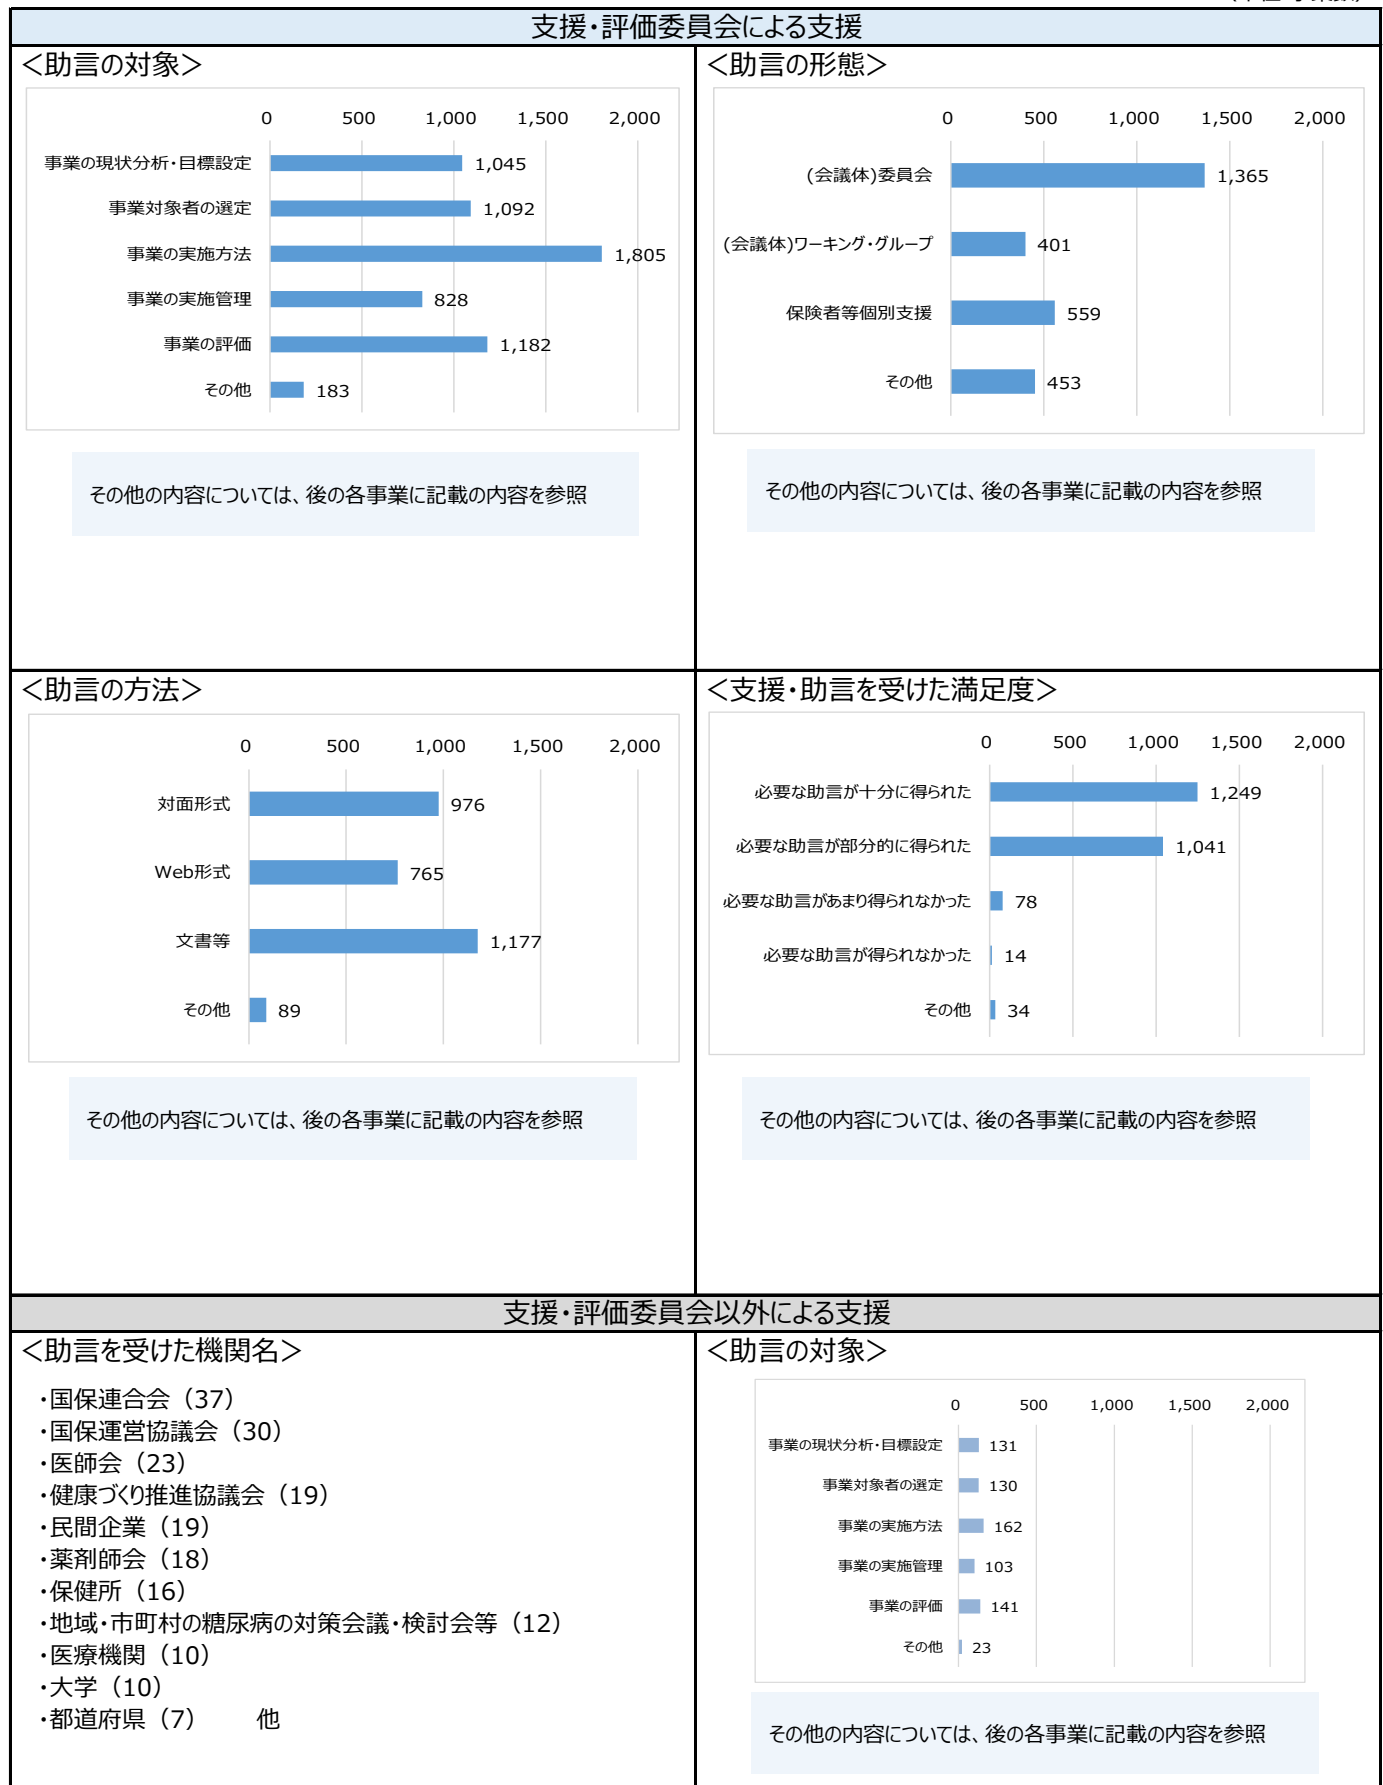 支援・評価委員会による支援
＜助言の対象＞
0 500 1,000 1,500 2,000
事業の現状分析・目標設定 1,045
事業対象者の選定 1,092
事業の実施方法 1,805
事業の実施管理 828
事業の評価 1,182
その他 183
その他の内容については、後の各事業に記載の内容を参照
＜助言の形態＞
0 500 1,000 1,500 2,000
(会議体)委員会 1,365
(会議体)ワーキング・グループ 401
保険者等個別支援 559
その他 453
その他の内容については、後の各事業に記載の内容を参照
＜助言の方法＞
0 500 1,000 1,500 2,000
対面形式 976
Web形式 765
文書等 1,177
その他 89
その他の内容については、後の各事業に記載の内容を参照
＜支援・助言を受けた満足度＞
0 500 1,000 1,500 2,000
必要な助言が十分に得られた 1,249
必要な助言が部分的に得られた 1,041
必要な助言があまり得られなかった 78
必要な助言が得られなかった 14
その他 34
その他の内容については、後の各事業に記載の内容を参照
支援・評価委員会以外による支援
＜助言を受けた機関名＞
・国保連合会（37）
・国保運営協議会（30）
・医師会（23）
・健康づくり推進協議会（19）
・民間企業（19）
・薬剤師会（18）
・保健所（16）
・地域・市町村の糖尿病の対策会議・検討会等（12）
・医療機関（10）
・大学（10）
・都道府県（7） 他
＜助言の対象＞
0 500 1,000 1,500 2,000
事業の現状分析・目標設定 131
事業対象者の選定 130
事業の実施方法 162
事業の実施管理 103
事業の評価 141
その他 23
その他の内容については、後の各事業に記載の内容を参照